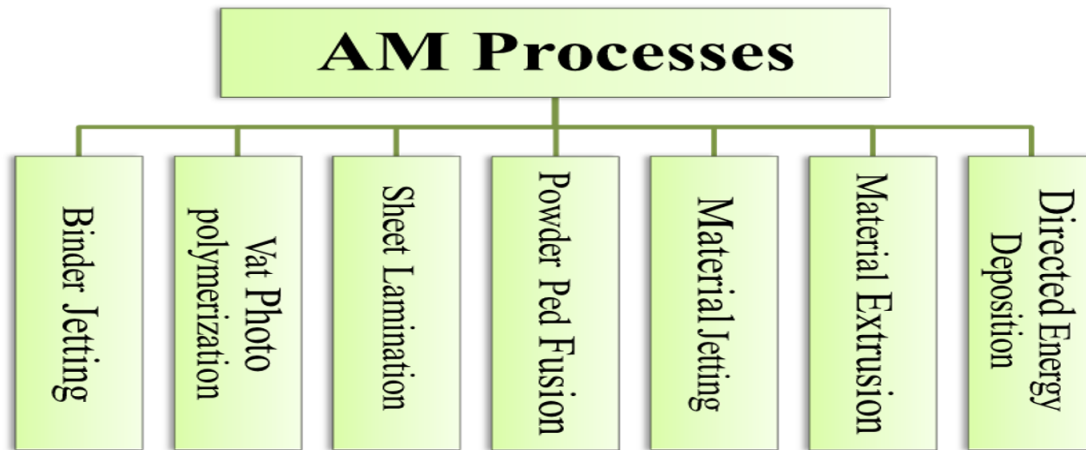 AM Processes
Binder Jetting
Vat Photo
polymerization
Sheet Lamination
Powder Ped Fusion
Material Jetting
Material Extrusion
Directed Energy
Deposition